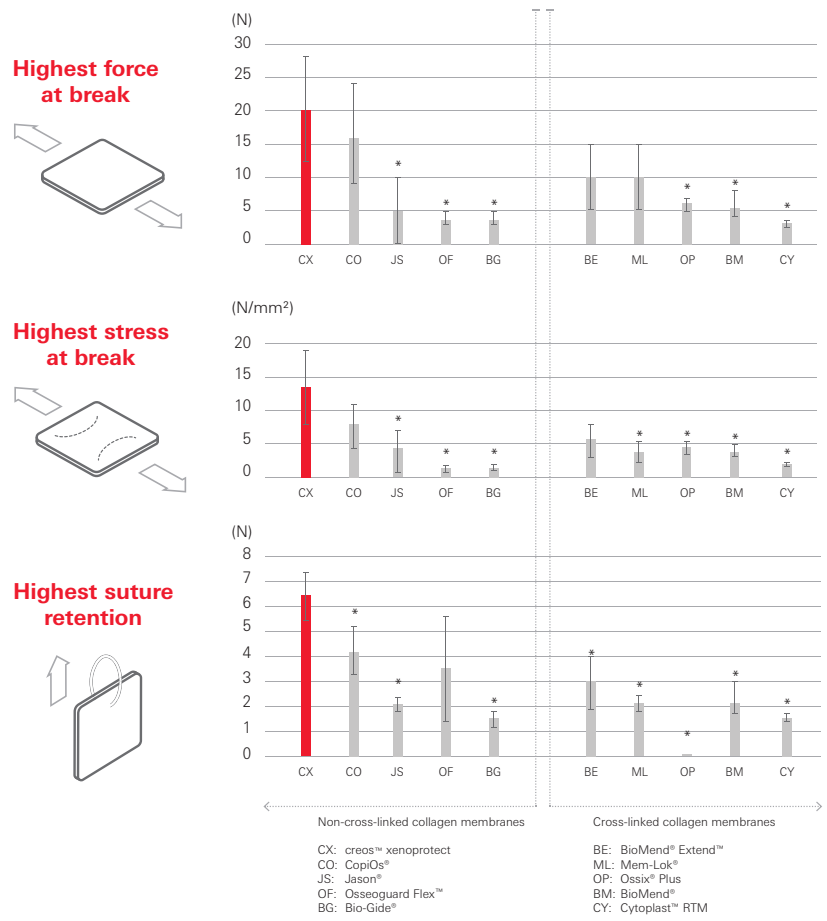 Highest force
at break
(N)
30
25
20
15
10
5
0
*
*
*
*
*
*
CX CO JS OF BG BE ML OP BM CY
Highest stress
at break
(N/mm²)
20
15
10
5
0
*
*
*
*
*
*
*
CX CO JS OF BG BE ML OP BM CY
Highest suture
retention
(N)
8
7
6
5
4
3
2
1
0
*
*
*
*
*
*
*
*
CX CO JS OF BG BE ML OP BM CY
Non-cross-linked collagen membranes
CX: creos™ xenoprotect
CO: CopiOs®
JS: Jason®
OF: Osseoguard Flex™
BG: Bio-Gide®
Cross-linked collagen membranes
BE: BioMend® Extend™
ML: Mem-Lok®
OP: Ossix® Plus
BM: BioMend®
CY: Cytoplast™ RTM